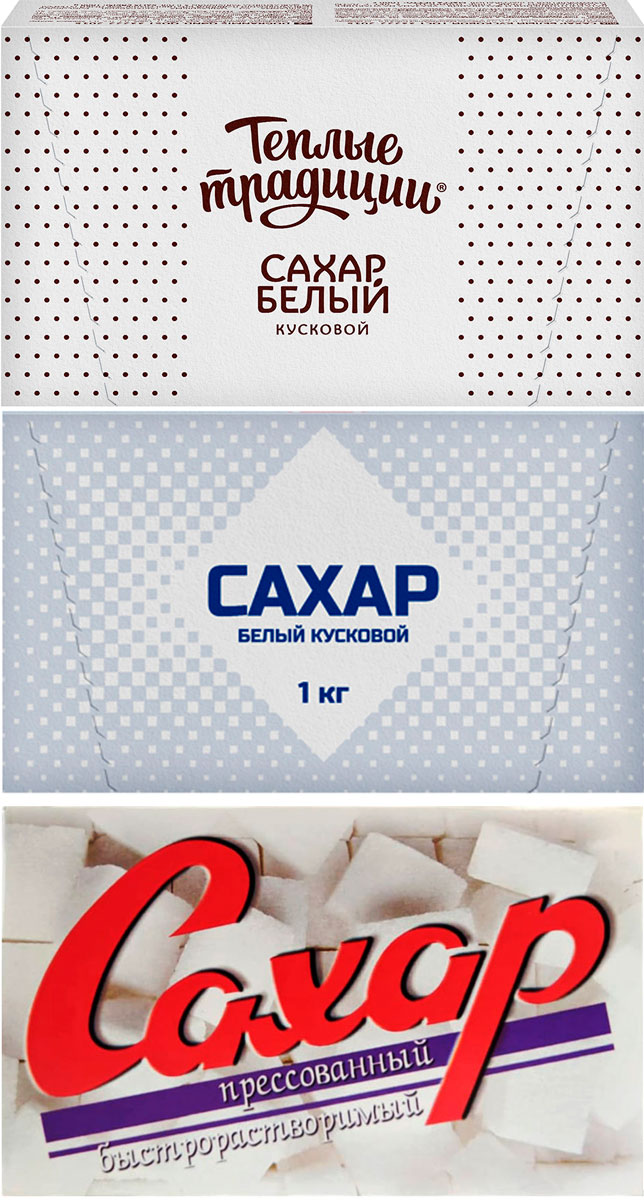 Теплые
традиции®
САХАР
БЕЛЫЙ
КУСКОВОЙ
САХАР
БЕЛЫЙ КУСКОВОЙ
1 кг
Сахар
прессованный
быстрорастворимый